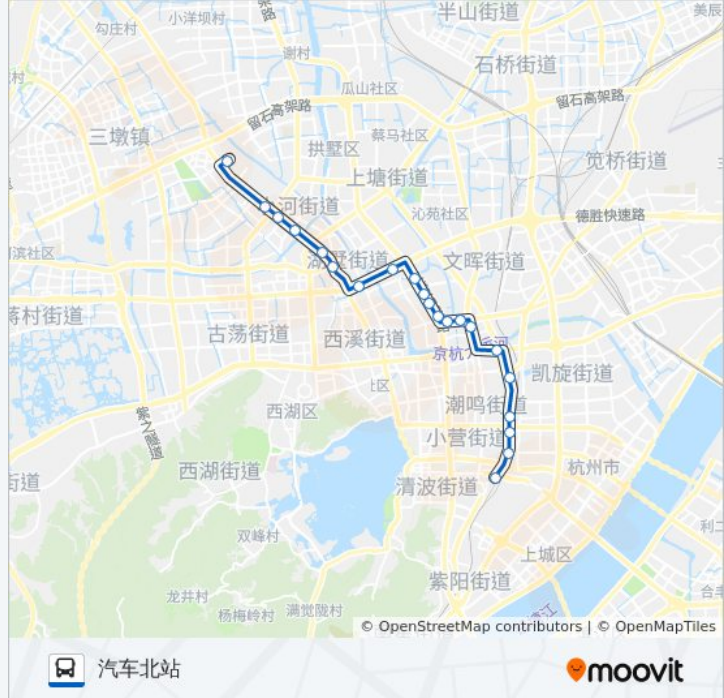 半山街道
美辰
小洋坝村
勾庄村
谢村
石桥街道
瓜山社区
留石高架路
留石高架路
三墩镇
蔡马社区
拱墅区
笕桥街道
上塘街道
小河街道
沁苑社区
德胜快速路
湖墅街道
文晖街道
蒋村街道
古荡街道
西溪街道
凯旋街道
社区
西湖区
潮鸣街道
紫之隧道
小营街道
西湖街道
杭州市
街道
清波街道
双峰村
上城区
紫阳街道
龙井村
杨梅岭村
满觉陇村
© OpenStreetMap contributors | © OpenMapTiles
汽车北站
moovit